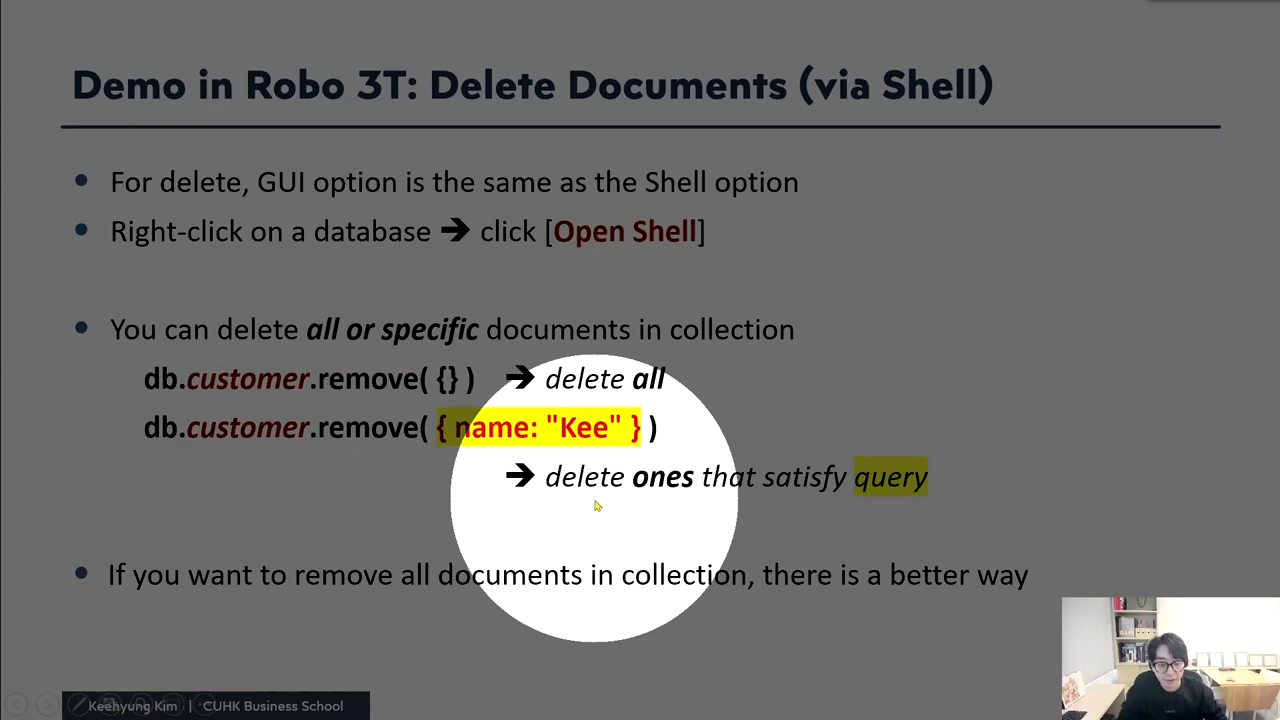 Demo in Robo 3T: Delete Documents (via Shell)
• For delete, GUI option is the same as the Shell option
• Right-click on a database ➔ click [Open Shell]
• You can delete all or specific documents in collection
db.customer.remove( {} ) ➔ delete all
db.customer.remove( { name: "Kee" } )
➔ delete ones that satisfy query
• If you want to remove all documents in collection, there is a better way
Keehyung Kim | CUHK Business School